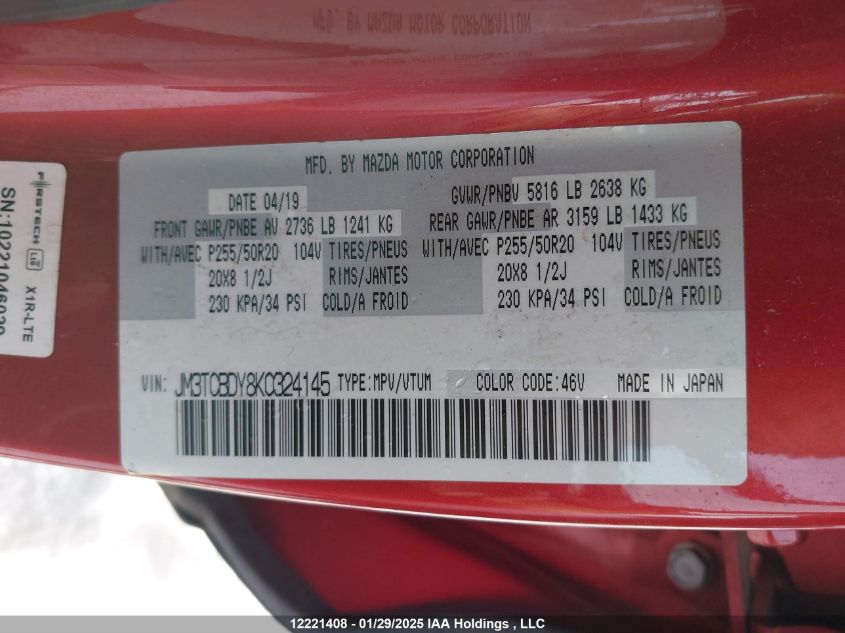 MFD. BY MAZDA MOTOR CORPORATION
DATE 04/19 GVWR/PNBV 5816 LB 2638 KG
FRONT GAWR/PNBE AV 2736 LB 1241 KG REAR GAWR/PNBE AR 3159 LB 1433 KG
WITH/AVEC P255/50R20 104V TIRES/PNEUS WITH/AVEC P255/50R20 104V TIRES/PNEUS
20X8 1/2J RIMS/JANTES 20X8 1/2J RIMS/JANTES
230 KPA/34 PSI COLD/A FROID 230 KPA/34 PSI COLD/A FROID
VIN: JM3TCBDY8K0324145 TYPE:MPV/VTUM COLOR CODE:46V MADE IN JAPAN
FIRSTECH
LTE
X1R-LTE
12221408 - 01/29/2025 IAA Holdings , LLC